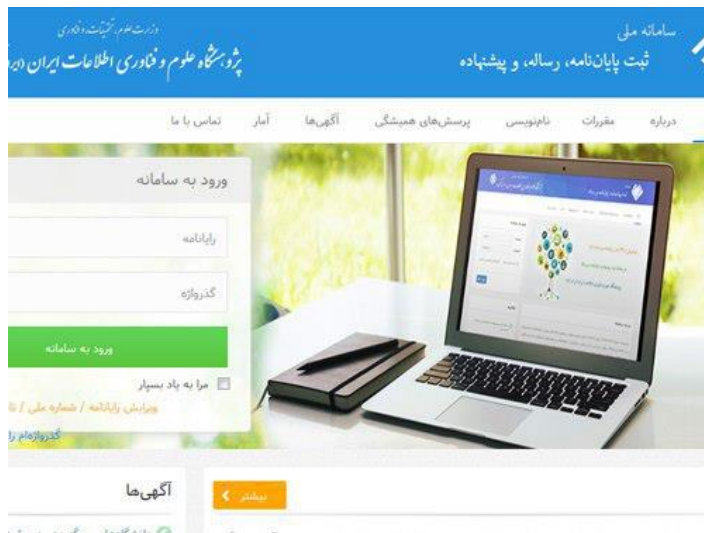 سامانه ملی
ثبت پایان‌نامه، رساله، و پیشنهاده
وزارت علوم، تحقیقات، و فناوری
پژوهشگاه علوم و فناوری اطلاعات ایران
درباره
مقررات
نام‌نویسی
پرسش‌های همیشگی
آگهی‌ها
آمار
تماس با ما
ورود به سامانه
رایانامه
گذرواژه
ورود به سامانه
مرا به یاد بسپار
ویرایش رایانامه / شماره ملی /
گذرواژه‌ام را
بیشتر
آگهی‌ها